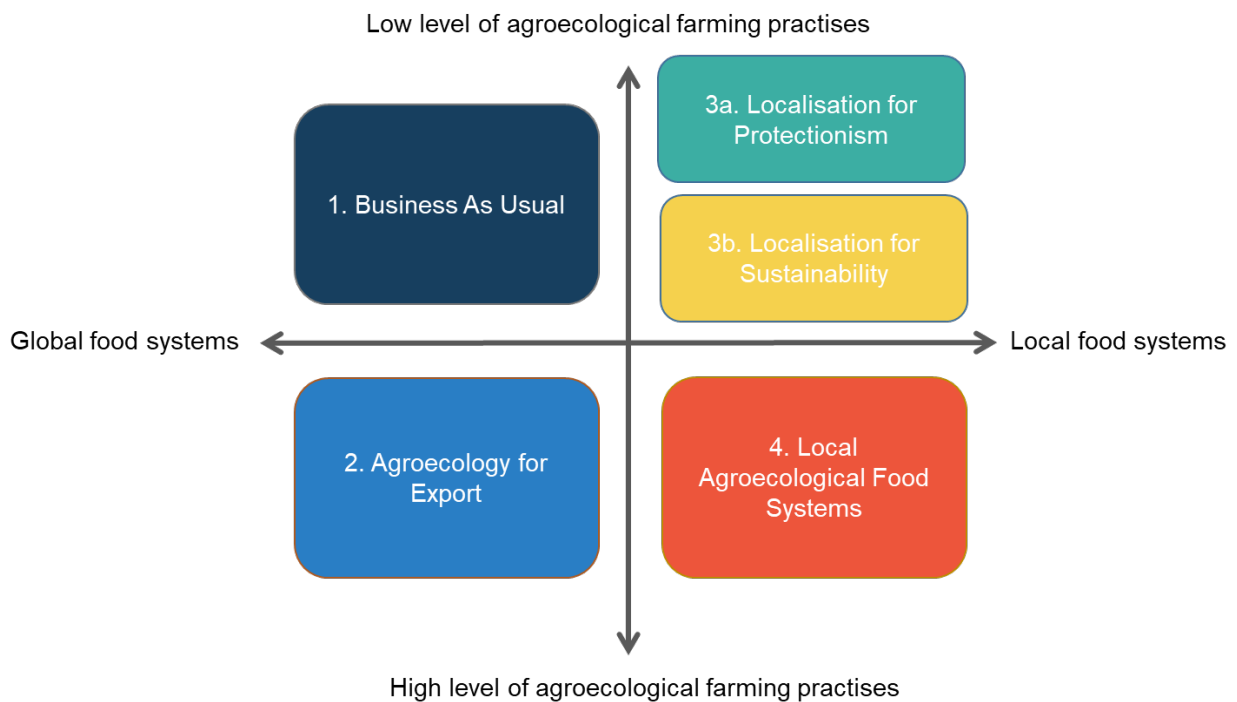 Low level of agroecological farming practises
3a. Localisation for
Protectionism
1. Business As Usual
3b. Localisation for
Sustainability
Global food systems
Local food systems
2. Agroecology for
Export
4. Local
Agroecological Food
Systems
High level of agroecological farming practises